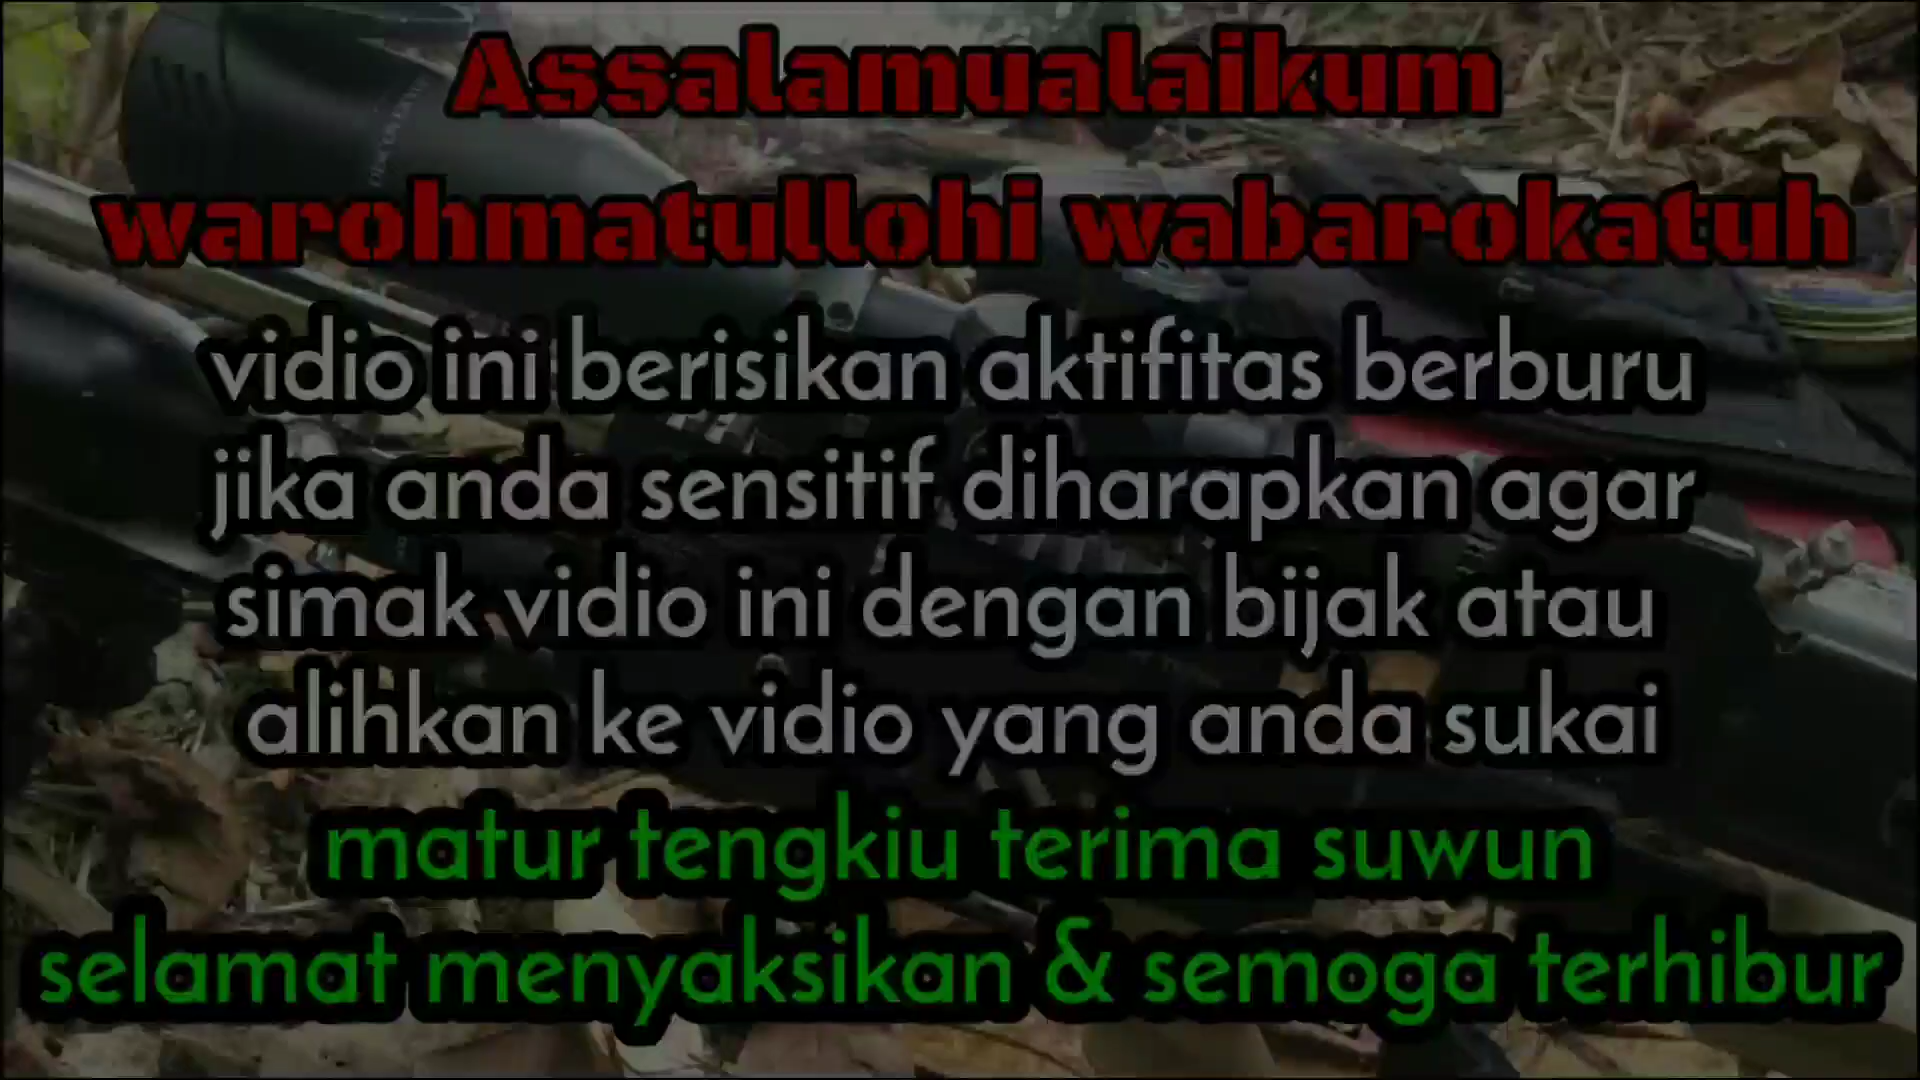 Assalamualaikum
warohmatullohi wabarokatuh
vidio ini berisikan aktifitas berburu
jika anda sensitif diharapkan agar
simak vidio ini dengan bijak atau
alihkan ke vidio yang anda sukai
matur tengkiu terima suwun
selamat menyaksikan & semoga terhibur
DISCOVERY